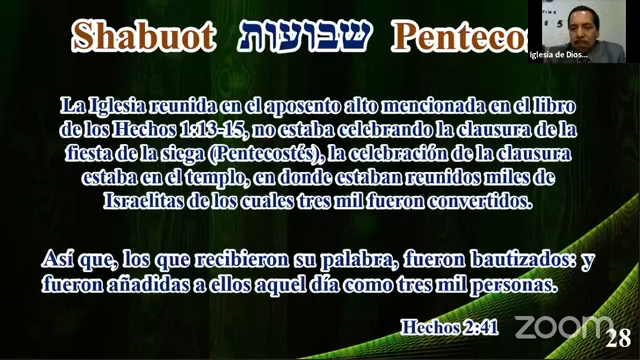 Shabuot שבועות Pentecos
Iglesia de Dios...
La Iglesia reunida en el aposento alto mencionada en el libro
de los Hechos 1:13-15, no estaba celebrando la clausura de la
fiesta de la siega (Pentecostés), la celebración de la clausura
estaba en el templo, en donde estaban reunidos miles de
Israelitas de los cuales tres mil fueron convertidos.
Así que, los que recibieron su palabra, fueron bautizados: y
fueron añadidas a ellos aquel día como tres mil personas.
Hechos 2:41
zoom
28